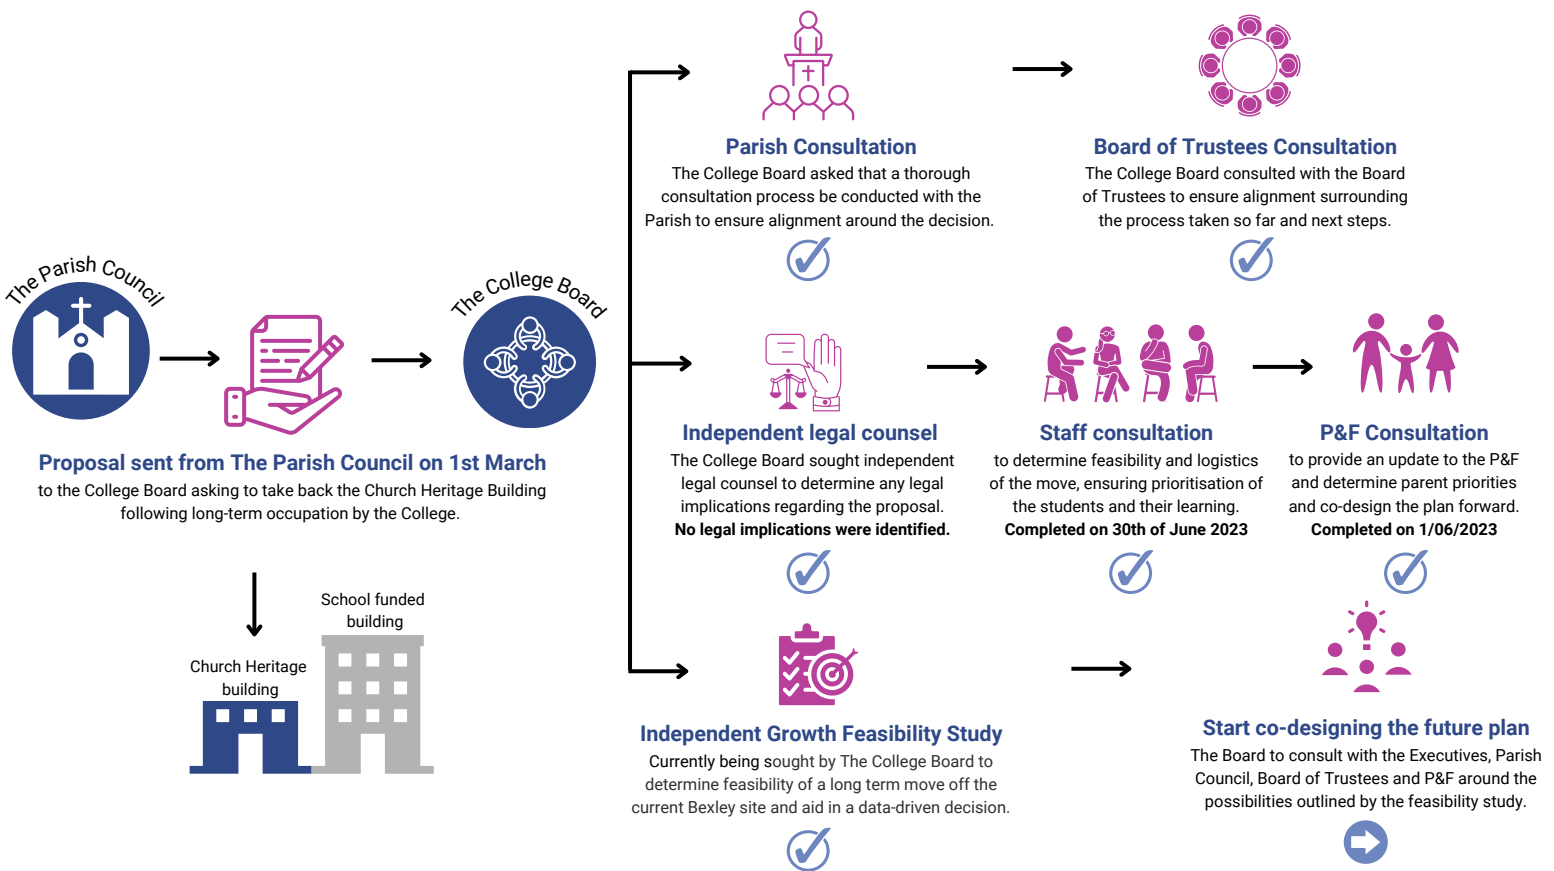 The Parish Council
The College Board
Proposal sent from The Parish Council on 1st March
to the College Board asking to take back the Church Heritage Building
following long-term occupation by the College.
School funded
building
Church Heritage
building
Parish Consultation
The College Board asked that a thorough
consultation process be conducted with the
Parish to ensure alignment around the decision.
Board of Trustees Consultation
The College Board consulted with the Board
of Trustees to ensure alignment surrounding
the process taken so far and next steps.
Independent legal counsel
The College Board sought independent
legal counsel to determine any legal
implications regarding the proposal.
No legal implications were identified.
Staff consultation
to determine feasibility and logistics
of the move, ensuring prioritisation of
the students and their learning.
Completed on 30th of June 2023
P&F Consultation
to provide an update to the P&F
and determine parent priorities
and co-design the plan forward.
Completed on 1/06/2023
Independent Growth Feasibility Study
Currently being sought by The College Board to
determine feasibility of a long term move off the
current Bexley site and aid in a data-driven decision.
Start co-designing the future plan
The Board to consult with the Executives, Parish
Council, Board of Trustees and P&F around the
possibilities outlined by the feasibility study.